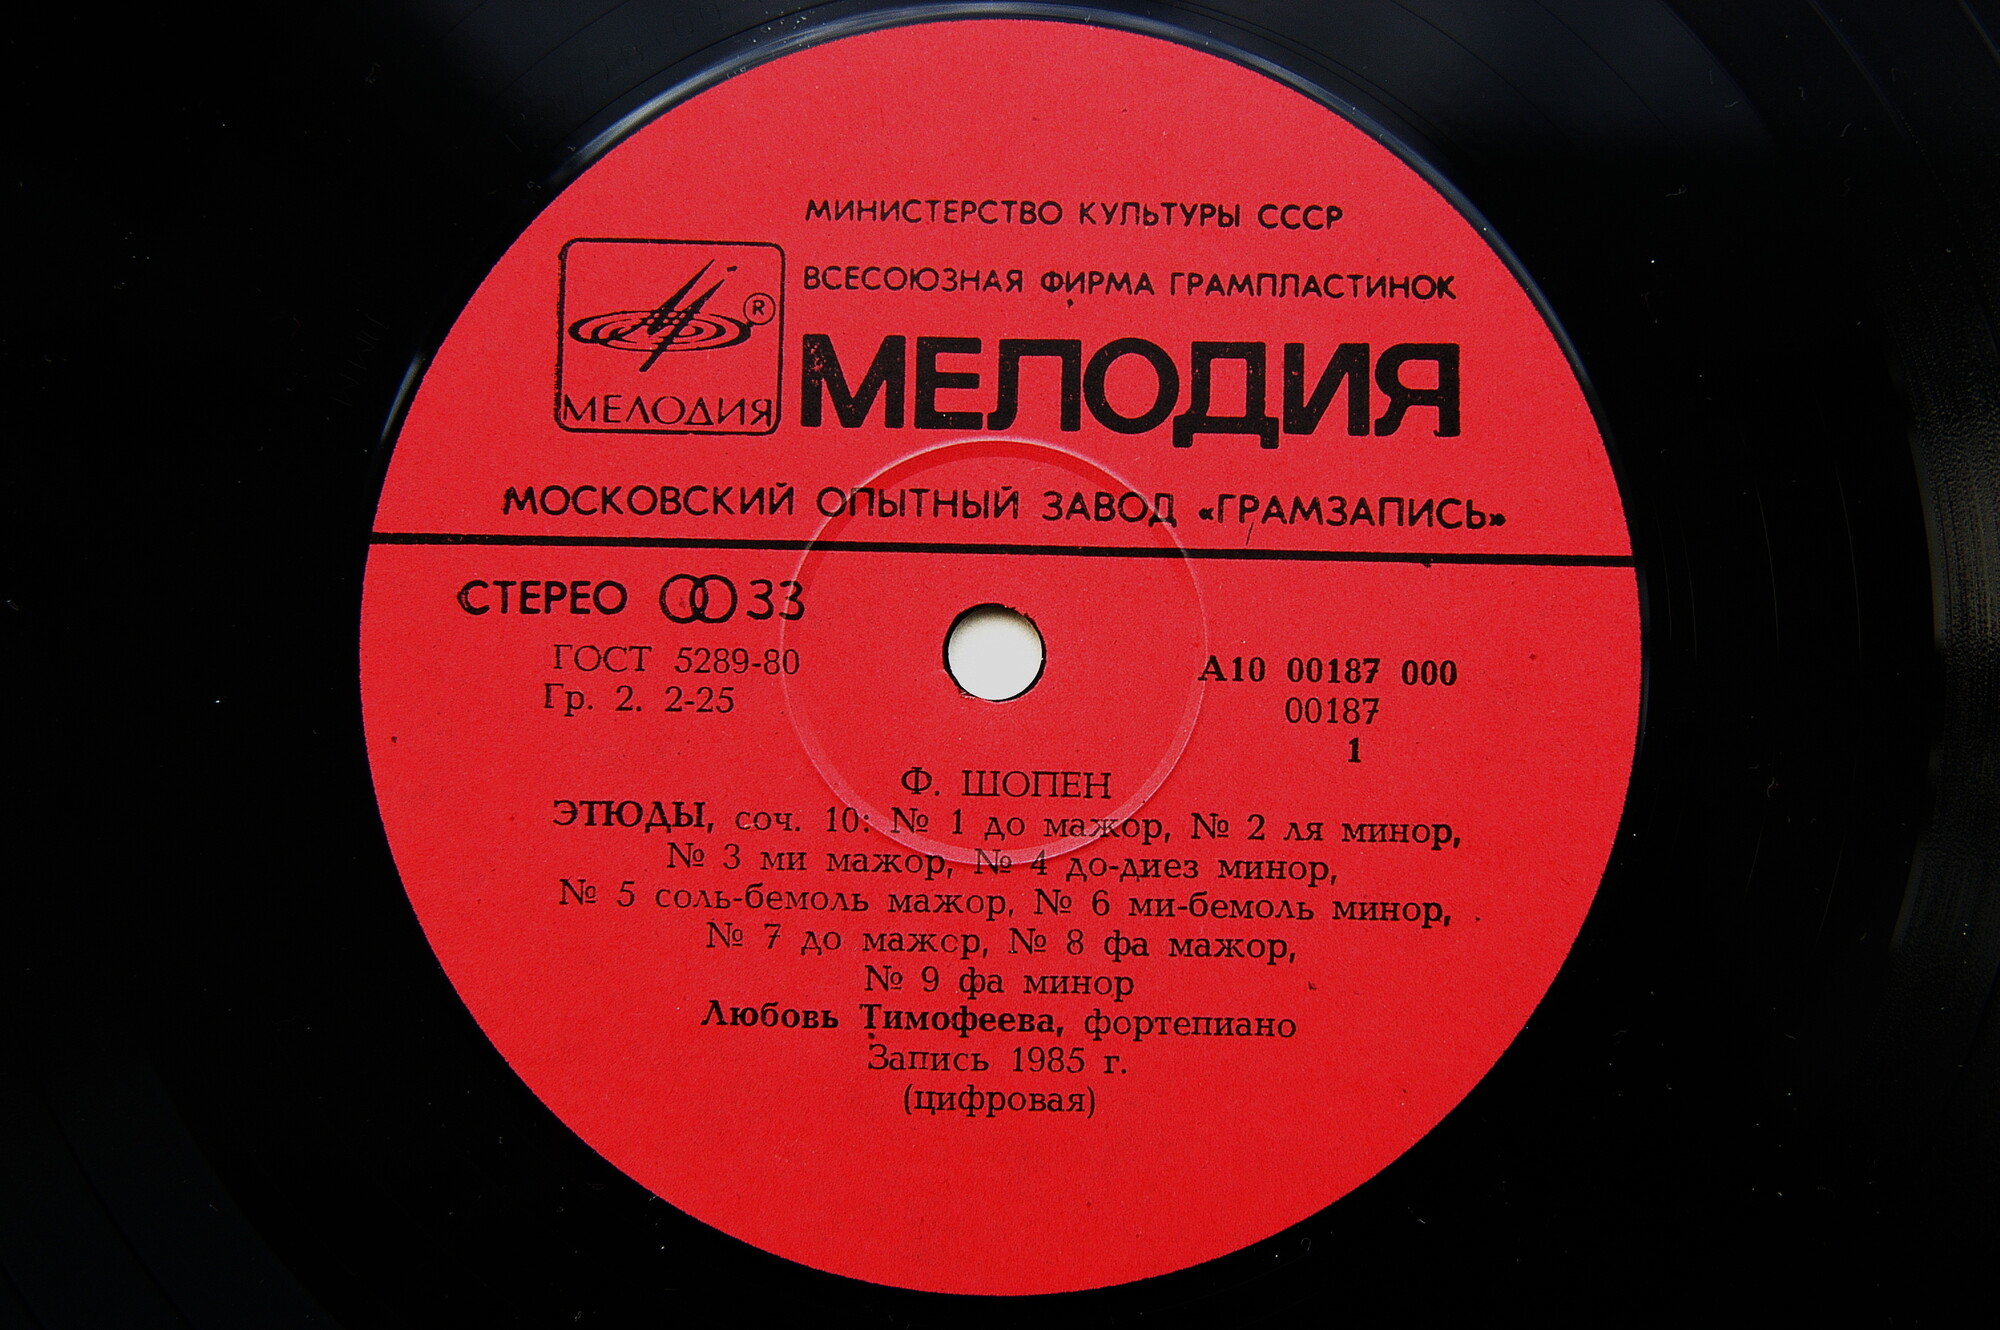 МИНИСТЕРСТВО КУЛЬТУРЫ СССР
ВСЕСОЮЗНАЯ ФИРМА ГРАМПЛАСТИНОК
®
МЕЛОДИЯ
МЕЛОДИЯ
МОСКОВСКИЙ ОПЫТНЫЙ ЗАВОД «ГРАМЗАПИСЬ»
СТЕРЕО 33
ГОСТ 5289-80
Гр. 2. 2-25
А10 00187 000
00187
1
Ф. ШОПЕН
ЭТЮДЫ, соч. 10: № 1 до мажор, № 2 ля минор,
№ 3 ми мажор, № 4 до-диез минор,
№ 5 соль-бемоль мажор, № 6 ми-бемоль минор,
№ 7 до мажор, № 8 фа мажор,
№ 9 фа минор
Любовь Тимофеева, фортепиано
Запись 1985 г.
(цифровая)